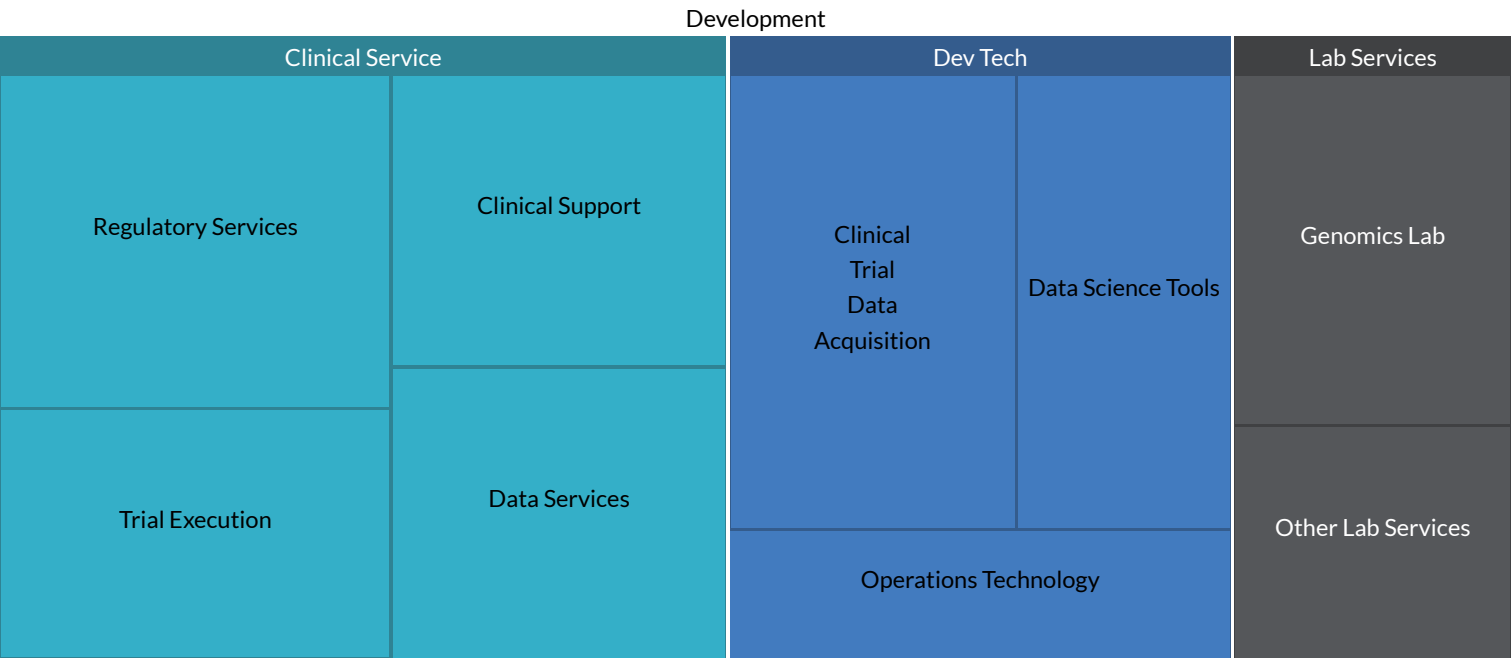 Development
Clinical Service
Dev Tech
Lab Services
Regulatory Services
Clinical Support
Trial Execution
Data Services
Clinical
Trial
Data
Acquisition
Data Science Tools
Operations Technology
Genomics Lab
Other Lab Services